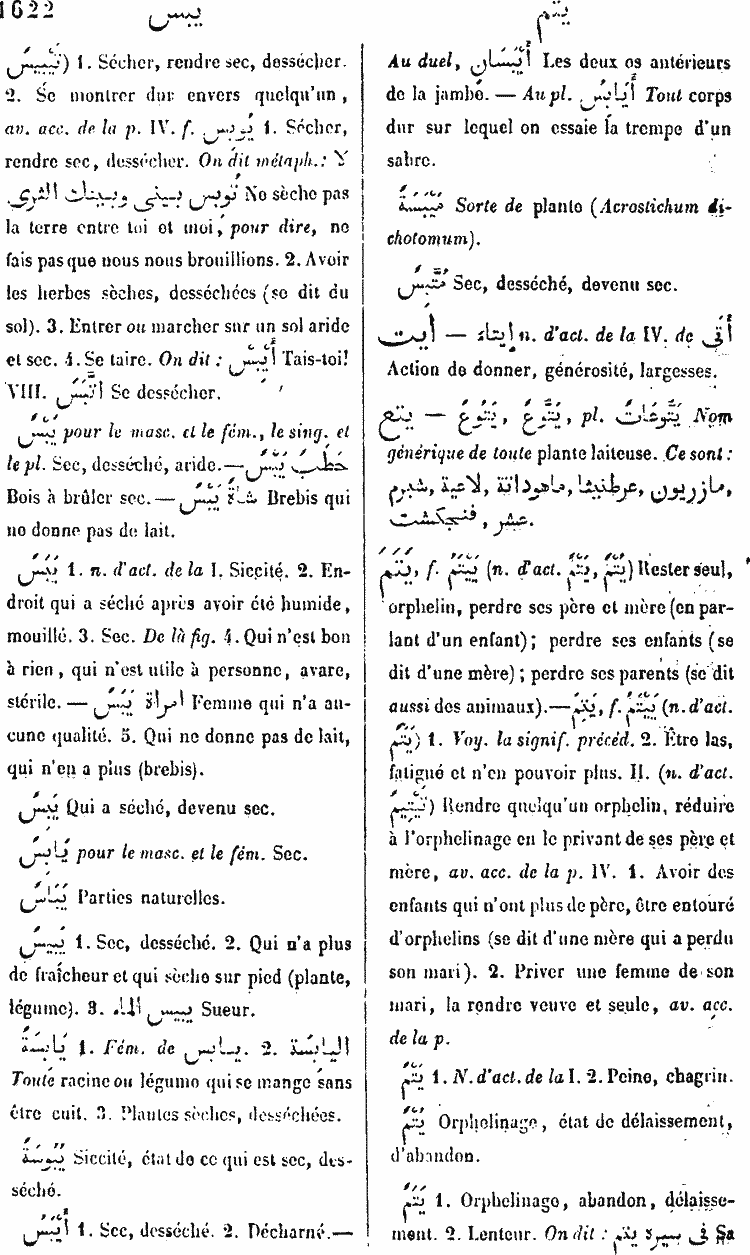 1622 يبس يتم
تَيْبِيسٌ) 1. Sécher, rendre sec, dessécher.
2. Se montrer dur envers quelqu'un,
av. acc. de la p. IV. f. يُوبِسُ 1. Sécher,
rendre sec, dessécher. On dit métaph.: لا
تُوبِس بينى وبينك الثرى No sèche pas
la terre entre toi et moi, pour dire, ne
fais pas que nous nous brouillions. 2. Avoir
les herbes sèches, desséchées (se dit du
sol). 3. Entrer ou marcher sur un sol aride
et sec. 4. Se taire. On dit : أَيْبِسْ Tais-toi!
VIII. اِتَّبَسَ Se dessécher.
يَبْسٌ pour le masc. et le fém., le sing. et
le pl. Sec, desséché, aride.— حَطَبٌ يَبْسٌ
Bois à brûler sec.— شاةٌ يَبْسٌ Brebis qui
no donne pas de lait.
يَبَسٌ 1. n. d'act. de la I. Siccité. 2. En-
droit qui a séché après avoir été humide,
mouillé. 3. Sec. De là fig. 4. Qui n'est bon
à rien, qui n'est utile à personne, avare,
stérile. — امراة يَبَسٌ Femme qui n'a au-
cune qualité. 5. Qui ne donne pas de lait,
qui n'en a plus (brebis).
يَبِسٌ Qui a séché, devenu sec.
يَابِسٌ pour le masc. et le fém. Sec.
يَبَاسٌ Parties naturelles.
يَبِيسٌ 1. Sec, desséché. 2. Qui n'a plus
de fraîcheur et qui sèche sur pied (plante,
légume). 3. يبيس الماء Sueur.
يَابِسَةٌ 1. Fém. de يابس. 2. اليابسة
Toute racine ou légume qui se mange sans
être cuit. 3. Plantes sèches, desséchées.
يُبُوسَةٌ Siccité, état de ce qui est sec, des-
séché.
أَيْبَسُ 1. Sec, desséché. 2. Décharné.—
Au duel, أَيْبَسَان Les deux os antérieurs
de la jambe. — Au pl. أَيَابِسُ Tout corps
dur sur lequel on essaie la trempe d'un
sabre.
مَيْبَسَةٌ Sorte de plante (Acrostichum di-
chotomum).
مُتَّبِسٌ Sec, desséché, devenu sec.
أيت — إيتاء n. d'act. de la IV. de أَتَى
Action de donner, générosité, largesses.
يتع — يَتُوعٌ, يَتُّوعٌ, pl. يَتُّوعَاتٌ Nom
générique de toute plante laiteuse. Ce sont :
مازريون, عرطنيثا, ماهودانة, لاعية, شبرم,
عشر, فنجكشت.
يَتَمَ, f. يَيْتِمُ (n. d'act. يُتْمٌ, يَتْمٌ) Rester seul,
orphelin, perdre ses père et mère (en par-
lant d'un enfant); perdre ses enfants (se
dit d'une mère); perdre ses parents (se dit
aussi des animaux).— يَتِمَ, f. يَيْتَمُ (n. d'act.
يَتَمٌ) 1. Voy. la signif. précéd. 2. Être las,
fatigué et n'en pouvoir plus. II. (n. d'act.
تَيْتِيمٌ) Rendre quelqu'un orphelin, réduire
à l'orphelinage en le privant de ses père et
mère, av. acc. de la p. IV. 1. Avoir des
enfants qui n'ont plus de père, être entouré
d'orphelins (se dit d'une mère qui a perdu
son mari). 2. Priver une femme de son
mari, la rendre veuve et seule, av. acc.
de la p.
يَتْمٌ 1. N. d'act. de la I. 2. Peine, chagrin.
يُتْمٌ Orphelinage, état de délaissement,
d'abandon.
يَتَمٌ 1. Orphelinage, abandon, délaisse-
ment. 2. Lenteur. On dit : فى سيره يتم Sa